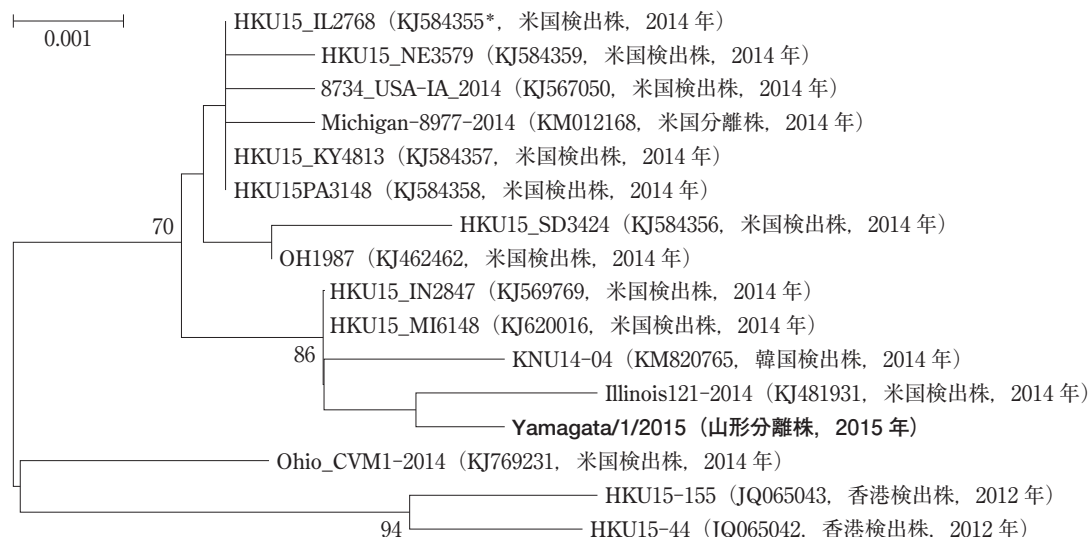 0.001
HKU15_IL2768（KJ584355*，米国検出株，2014 年）
HKU15_NE3579（KJ584359，米国検出株，2014 年）
8734_USA-IA_2014（KJ567050，米国検出株，2014 年）
Michigan-8977-2014（KM012168，米国分離株，2014 年）
HKU15_KY4813（KJ584357，米国検出株，2014 年）
HKU15PA3148（KJ584358，米国検出株，2014 年）
70
HKU15_SD3424（KJ584356，米国検出株，2014 年）
OH1987（KJ462462，米国検出株，2014 年）
HKU15_IN2847（KJ569769，米国検出株，2014 年）
HKU15_MI6148（KJ620016，米国検出株，2014 年）
86
KNU14-04（KM820765，韓国検出株，2014 年）
Illinois121-2014（KJ481931，米国検出株，2014 年）
Yamagata/1/2015（山形分離株，2015 年）
Ohio_CVM1-2014（KJ769231，米国検出株，2014 年）
HKU15-155（JQ065043，香港検出株，2012 年）
94
HKU15-44（JQ065042，香港検出株，2012 年）